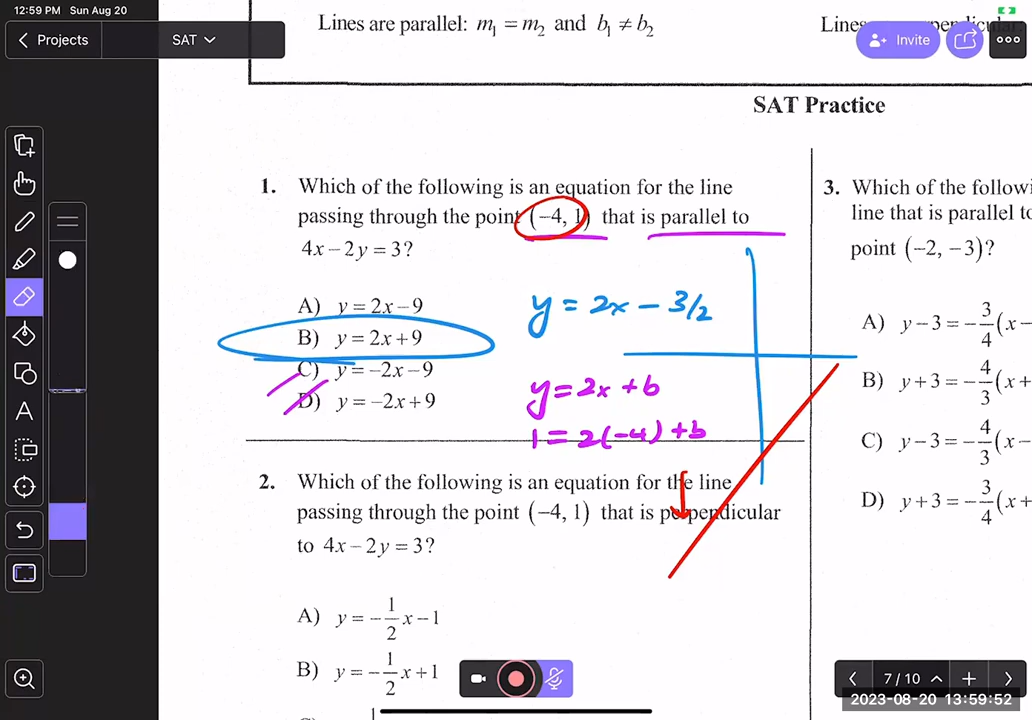 12:59 PM Sun Aug 20
Projects
SAT
Invite
Lines are parallel: m₁ = m₂ and b₁ ≠ b₂
Lines
SAT Practice
1. Which of the following is an equation for the line
passing through the point (−4, 1) that is parallel to
4x − 2y = 3?
A) y = 2x − 9
B) y = 2x + 9
C) y = −2x − 9
D) y = −2x + 9
y = 2x − 3/2
y = 2x + b
1 = 2(−4) + b
2. Which of the following is an equation for the line
passing through the point (−4, 1) that is perpendicular
to 4x − 2y = 3?
A) y = −1/2 x − 1
B) y = −1/2 x + 1
3. Which of the followi
line that is parallel to
point (−2, −3)?
A) y − 3 = −3/4 (x −
B) y + 3 = −4/3 (x +
C) y − 3 = −4/3 (x −
D) y + 3 = −3/4 (x +
A
7 / 10
2023-08-20 13:59:52